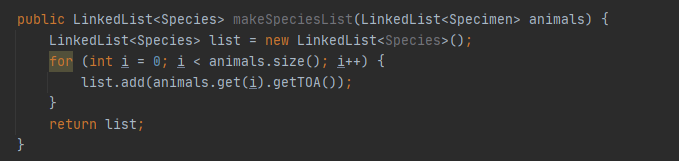 public LinkedList<Species> makeSpeciesList(LinkedList<Specimen> animals) {
LinkedList<Species> list = new LinkedList<Species>();
for (int i = 0; i < animals.size(); i++) {
list.add(animals.get(i).getTOA());
}
return list;
}